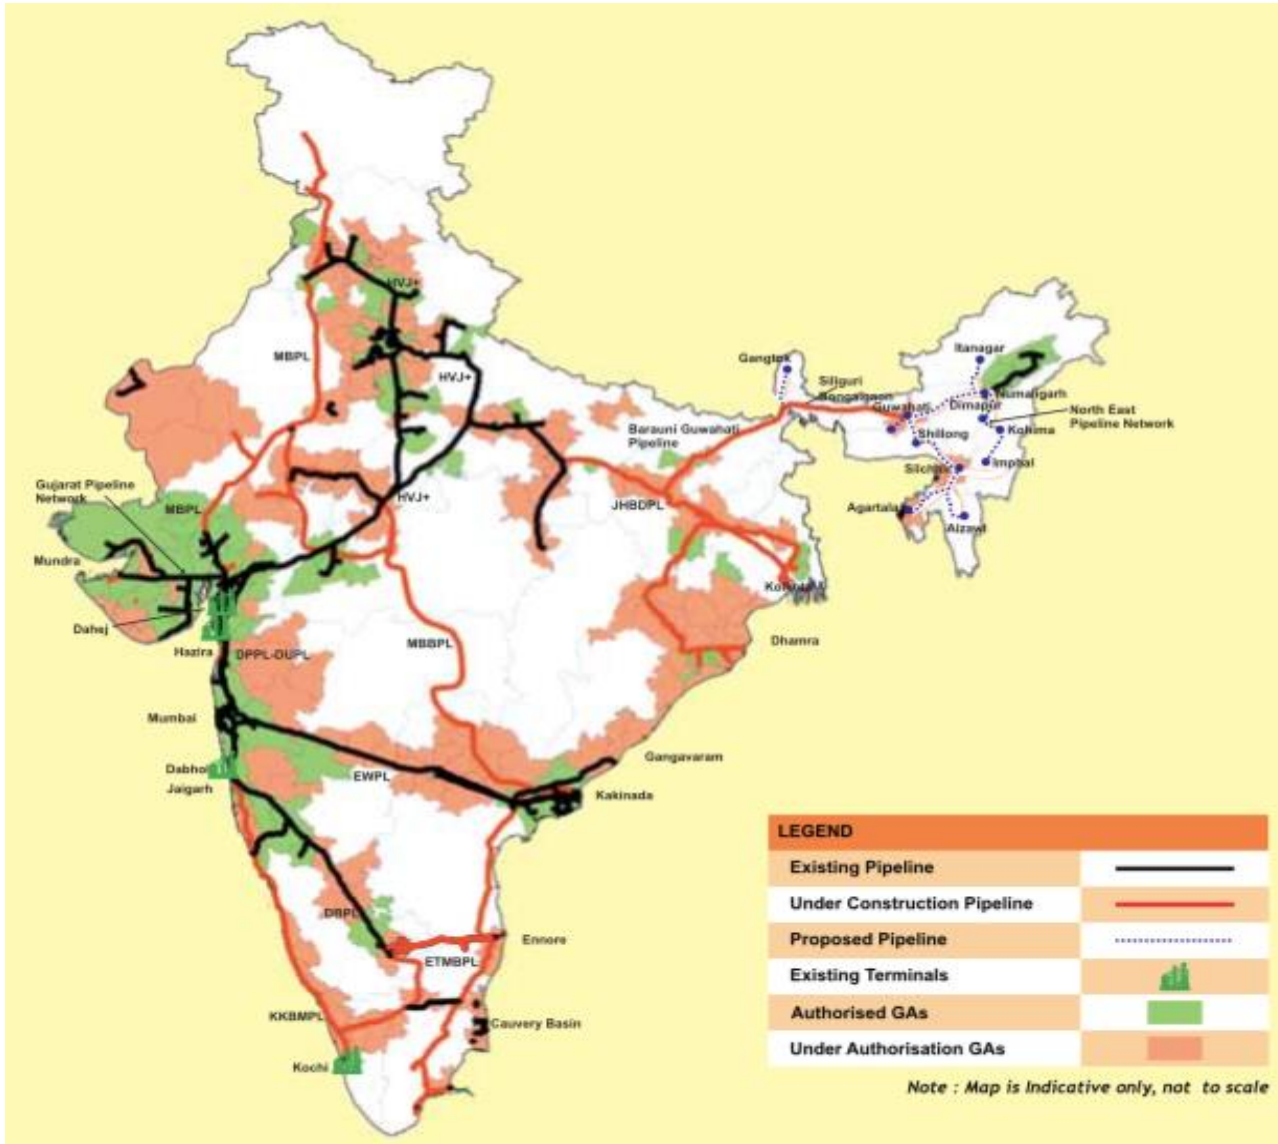 HVJ+
MBPL
HVJ+
Gangtok
Siliguri
Bongaigaon
Itanagar
Guwahati
Dimapur
Numaligarh
North East
Pipeline Network
Kohima
Shillong
Barauni Guwahati
Pipeline
Silchar
Imphal
Gujarat Pipeline
Network
MBPL
HVJ+
JHBDPL
Agartala
Aizawl
Mundra
Kolkata
Dahej
Hazira
DPPL-DUPL
MBBPL
Dhamra
Mumbai
Gangavaram
Dabhol
EWPL
Jaigarh
Kakinada
DBPL
Ennore
ETMBPL
KKBMPL
Cauvery Basin
Kochi
LEGEND
Existing Pipeline
Under Construction Pipeline
Proposed Pipeline
Existing Terminals
Authorised GAs
Under Authorisation GAs
Note : Map is Indicative only, not to scale